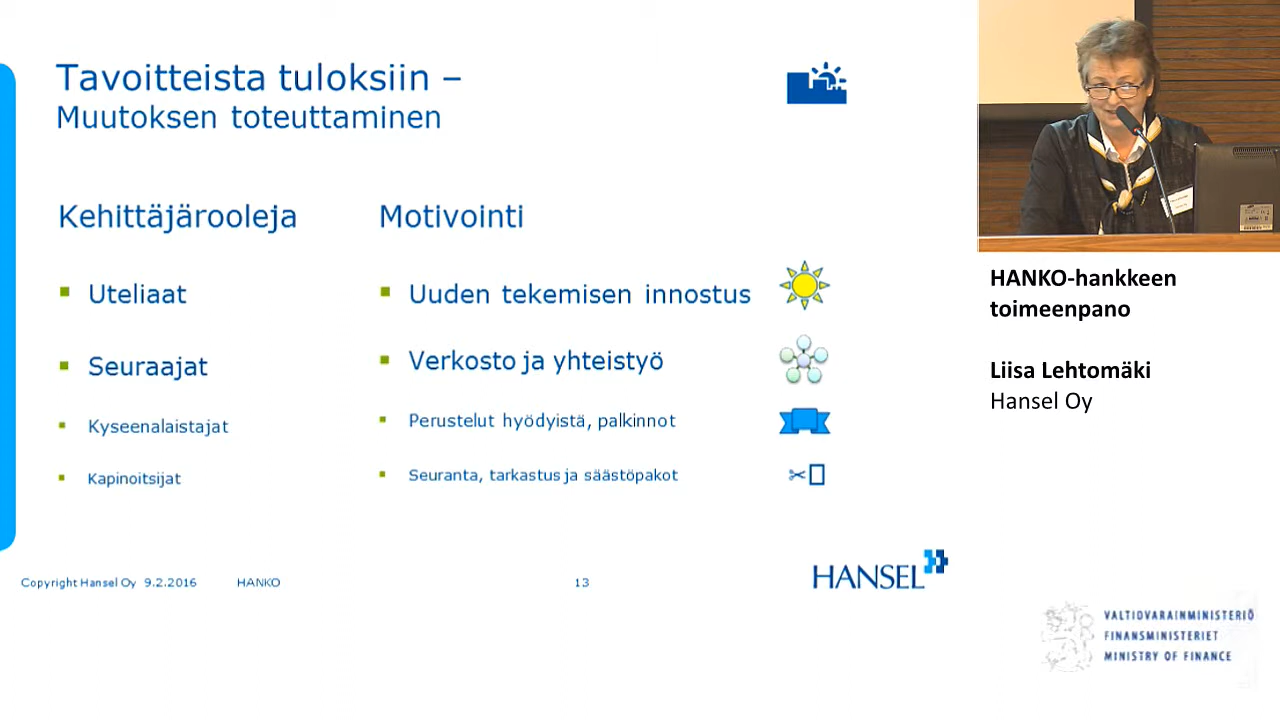 Tavoitteista tuloksiin –
Muutoksen toteuttaminen
Kehittäjärooleja
Uteliaat
Seuraajat
Kyseenalaistajat
Kapinoitsijat
Motivointi
Uuden tekemisen innostus
Verkosto ja yhteistyö
Perustelut hyödyistä, palkinnot
Seuranta, tarkastus ja säästöpakot
Copyright Hansel Oy 9.2.2016
HANKO
13
HANSEL
HANKO-hankkeen
toimeenpano
Liisa Lehtomäki
Hansel Oy
VALTIOVARAINMINISTERIÖ
FINANSMINISTERIET
MINISTRY OF FINANCE